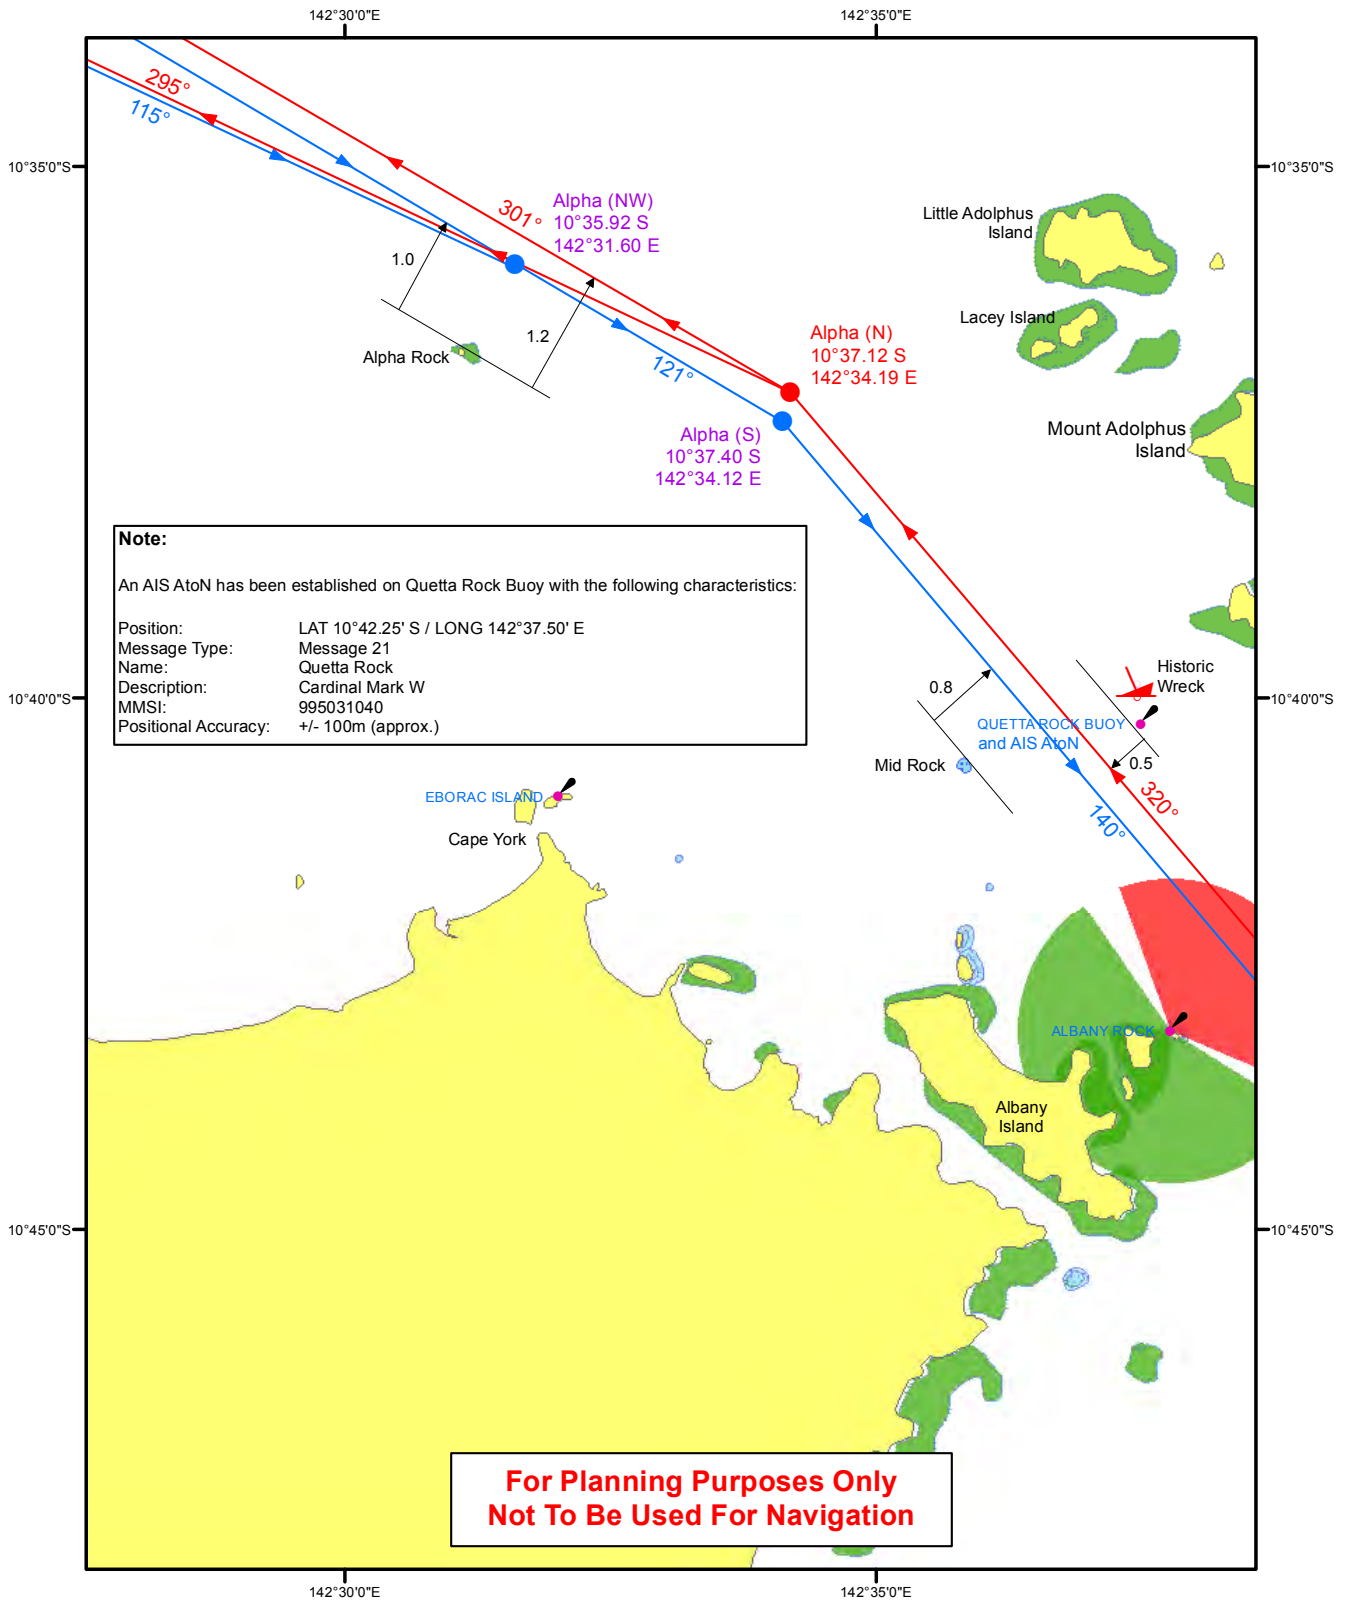 142°30'0"E
142°35'0"E
295°
115°
10°35'0"S
10°35'0"S
301°
Alpha (NW)
10°35.92 S
142°31.60 E
Little Adolphus
Island
1.0
1.2
Lacey Island
Alpha Rock
121°
Alpha (N)
10°37.12 S
142°34.19 E
Alpha (S)
10°37.40 S
142°34.12 E
Mount Adolphus
Island
Note:
An AIS AtoN has been established on Quetta Rock Buoy with the following characteristics:
Position: LAT 10°42.25' S / LONG 142°37.50' E
Message Type: Message 21
Name: Quetta Rock
Description: Cardinal Mark W
MMSI: 995031040
Positional Accuracy: +/- 100m (approx.)
Historic
Wreck
0.8
10°40'0"S
10°40'0"S
QUETTA ROCK BUOY
and AIS AtoN
Mid Rock
0.5
EBORAC ISLAND
320°
140°
Cape York
ALBANY ROCK
Albany
Island
10°45'0"S
10°45'0"S
For Planning Purposes Only
Not To Be Used For Navigation
142°30'0"E
142°35'0"E